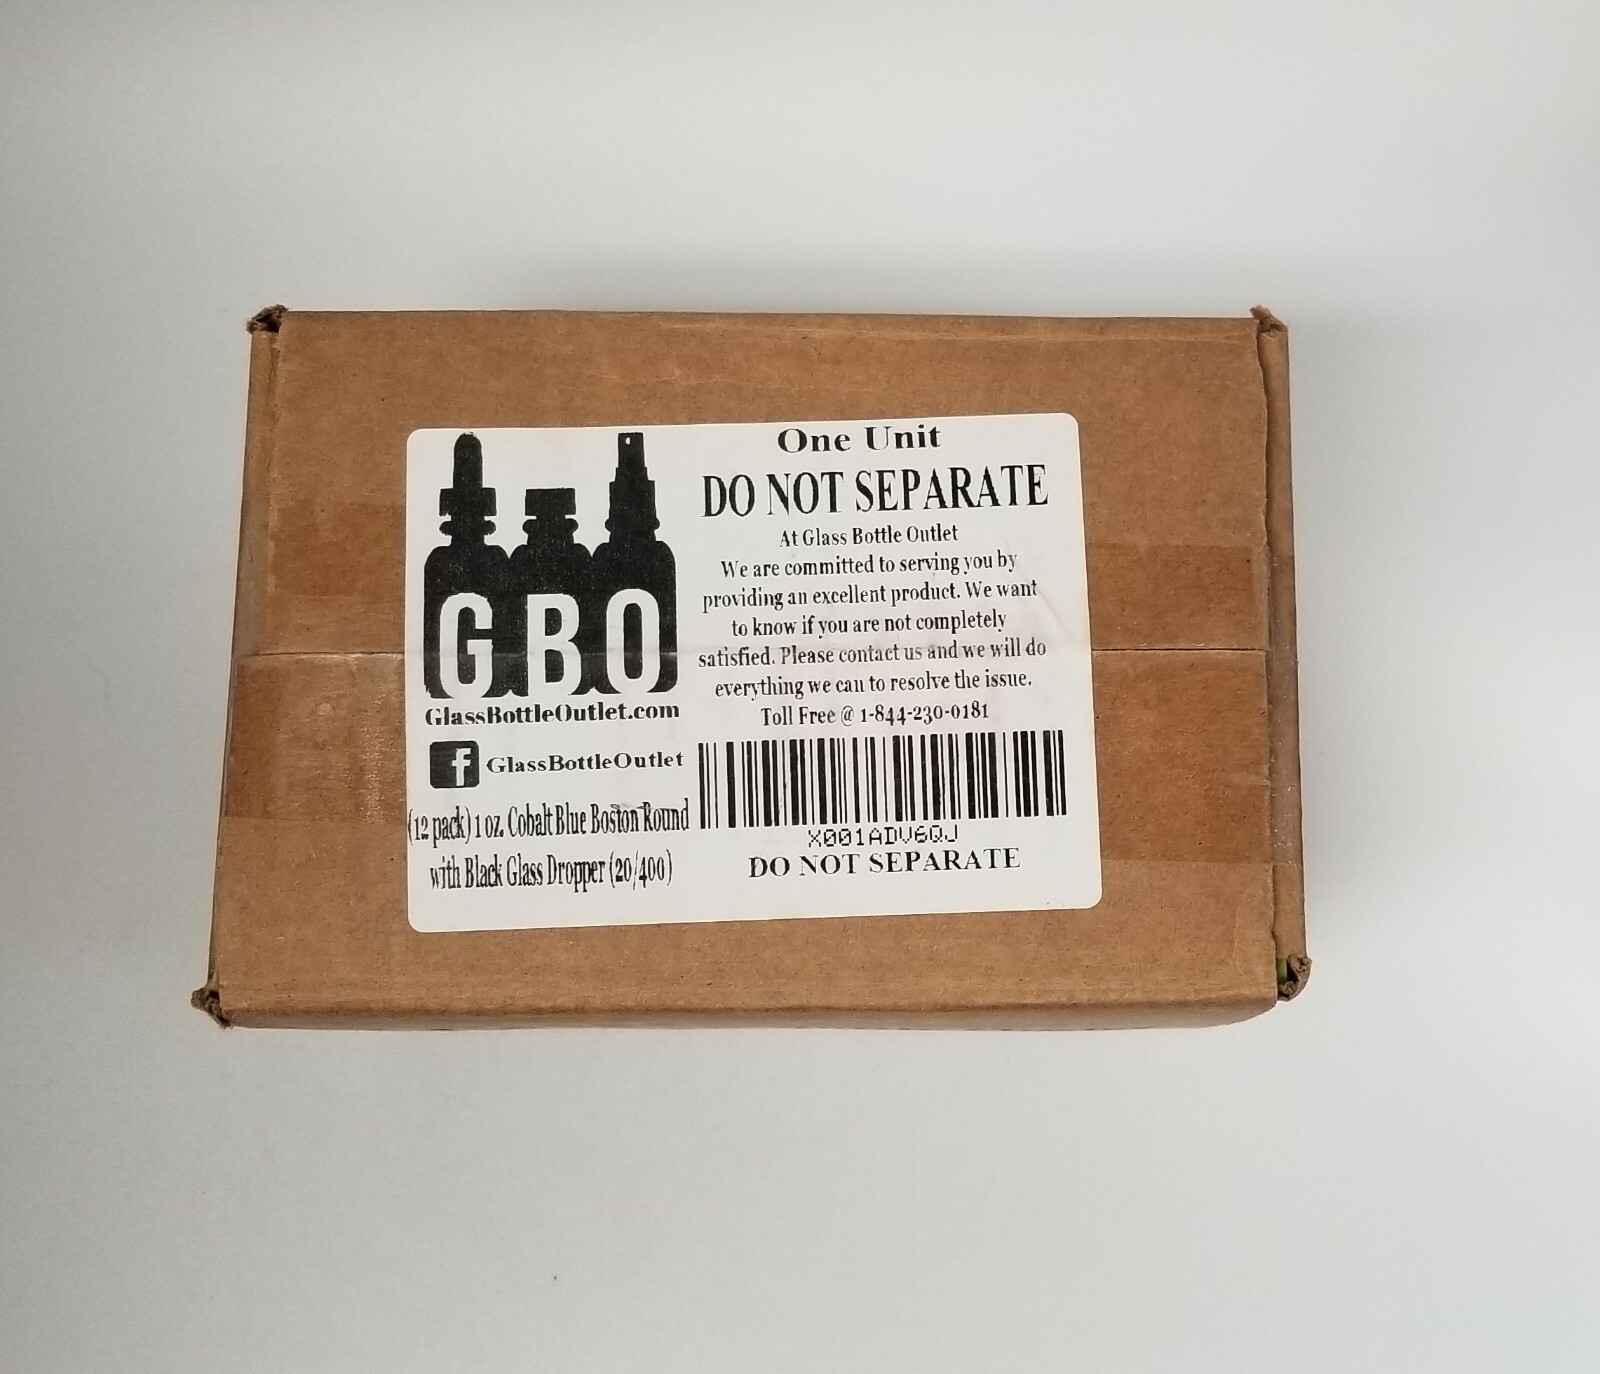 GBO
GlassBottleOutlet.com
f GlassBottleOutlet
(12 pack) 1 oz. Cobalt Blue Boston Round
with Black Glass Dropper (20/400)
One Unit
DO NOT SEPARATE
At Glass Bottle Outlet
We are committed to serving you by
providing an excellent product. We want
to know if you are not completely
satisfied. Please contact us and we will do
everything we can to resolve the issue.
Toll Free @ 1-844-230-0181
X001ADV6QJ
DO NOT SEPARATE